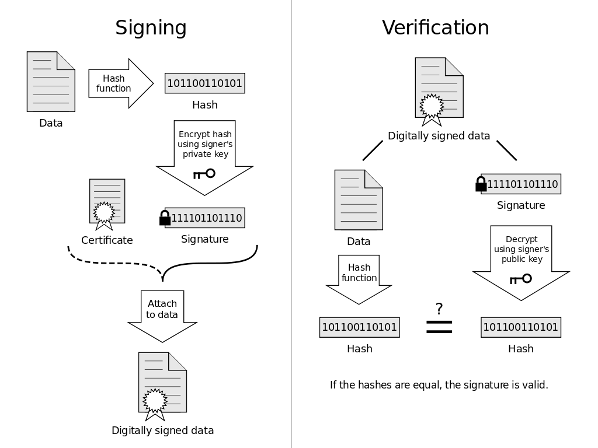 Signing
Data
Hash
function
101100110101
Hash
Encrypt hash
using signer's
private key
Certificate
111101101110
Signature
Attach
to data
Digitally signed data
Verification
Digitally signed data
Data
Hash
function
101100110101
Hash
111101101110
Signature
Decrypt
using signer's
public key
101100110101
Hash
?
=
If the hashes are equal, the signature is valid.